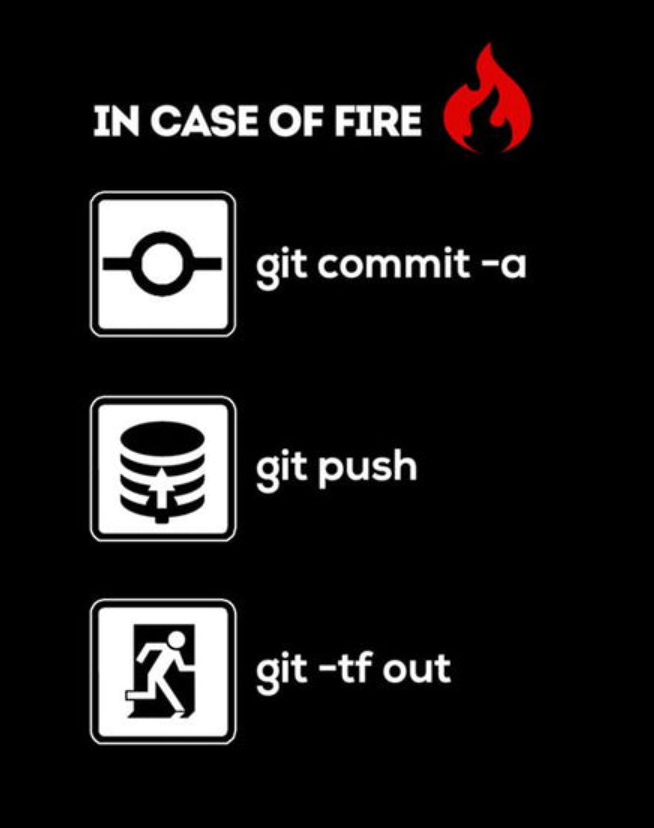 IN CASE OF FIRE
git commit -a
git push
git -tf out